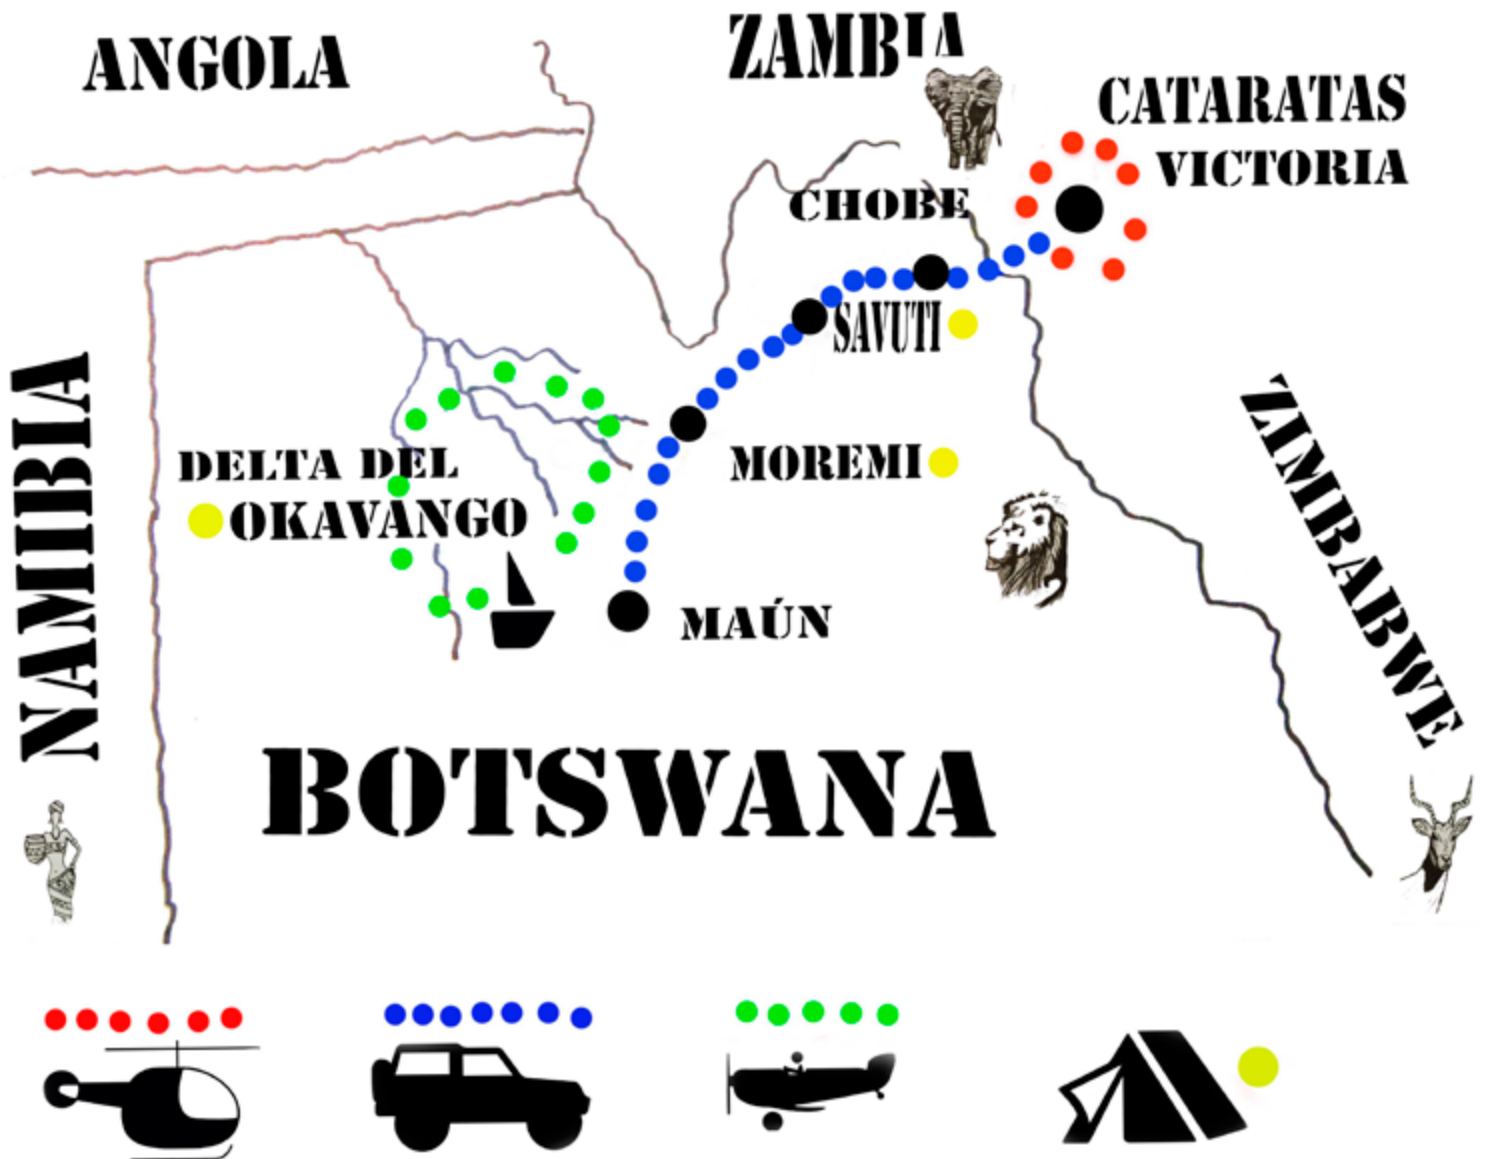 ANGOLA
ZAMBIA
CATARATAS
VICTORIA
CHOBE
SAVUTI
NAMIBIA
DELTA DEL
OKAVANGO
MOREMI
ZIMBABWE
MAÚN
BOTSWANA